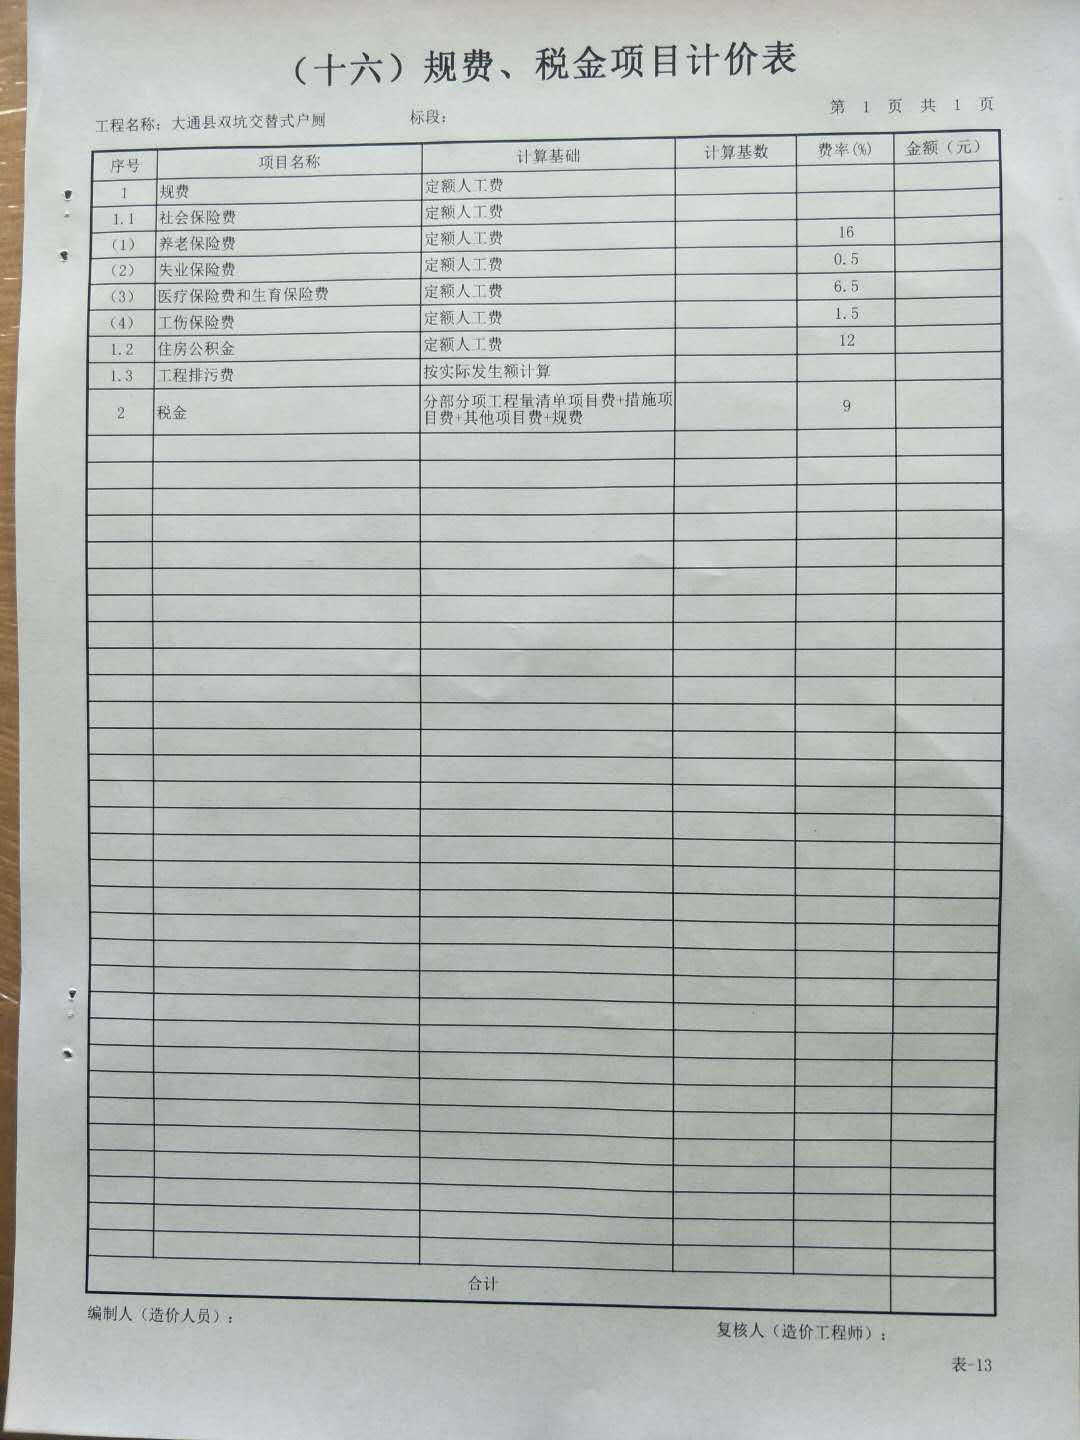 （十六）规费、税金项目计价表
工程名称：大通县双坑交替式户厕 标段： 第 1 页 共 1 页
序号 项目名称 计算基础 计算基数 费率(%) 金额（元）
1 规费 定额人工费
1.1 社会保险费 定额人工费
(1) 养老保险费 定额人工费 16
(2) 失业保险费 定额人工费 0.5
(3) 医疗保险费和生育保险费 定额人工费 6.5
(4) 工伤保险费 定额人工费 1.5
1.2 住房公积金 定额人工费 12
1.3 工程排污费 按实际发生额计算
2 税金 分部分项工程量清单项目费+措施项 9
目费+其他项目费+规费
合计
编制人（造价人员）：
复核人（造价工程师）：
表-13